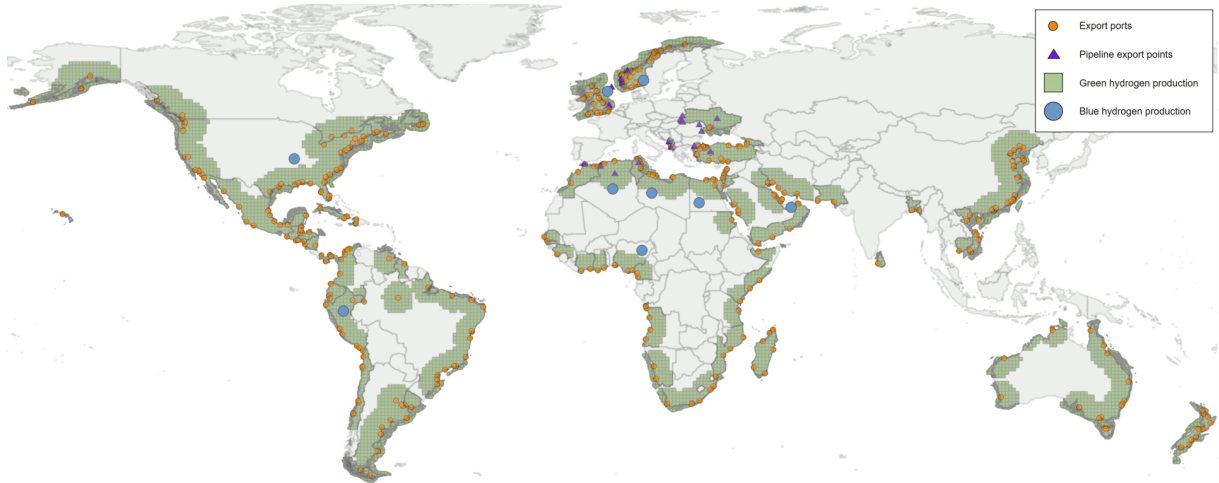 Export ports
Pipeline export points
Green hydrogen production
Blue hydrogen production